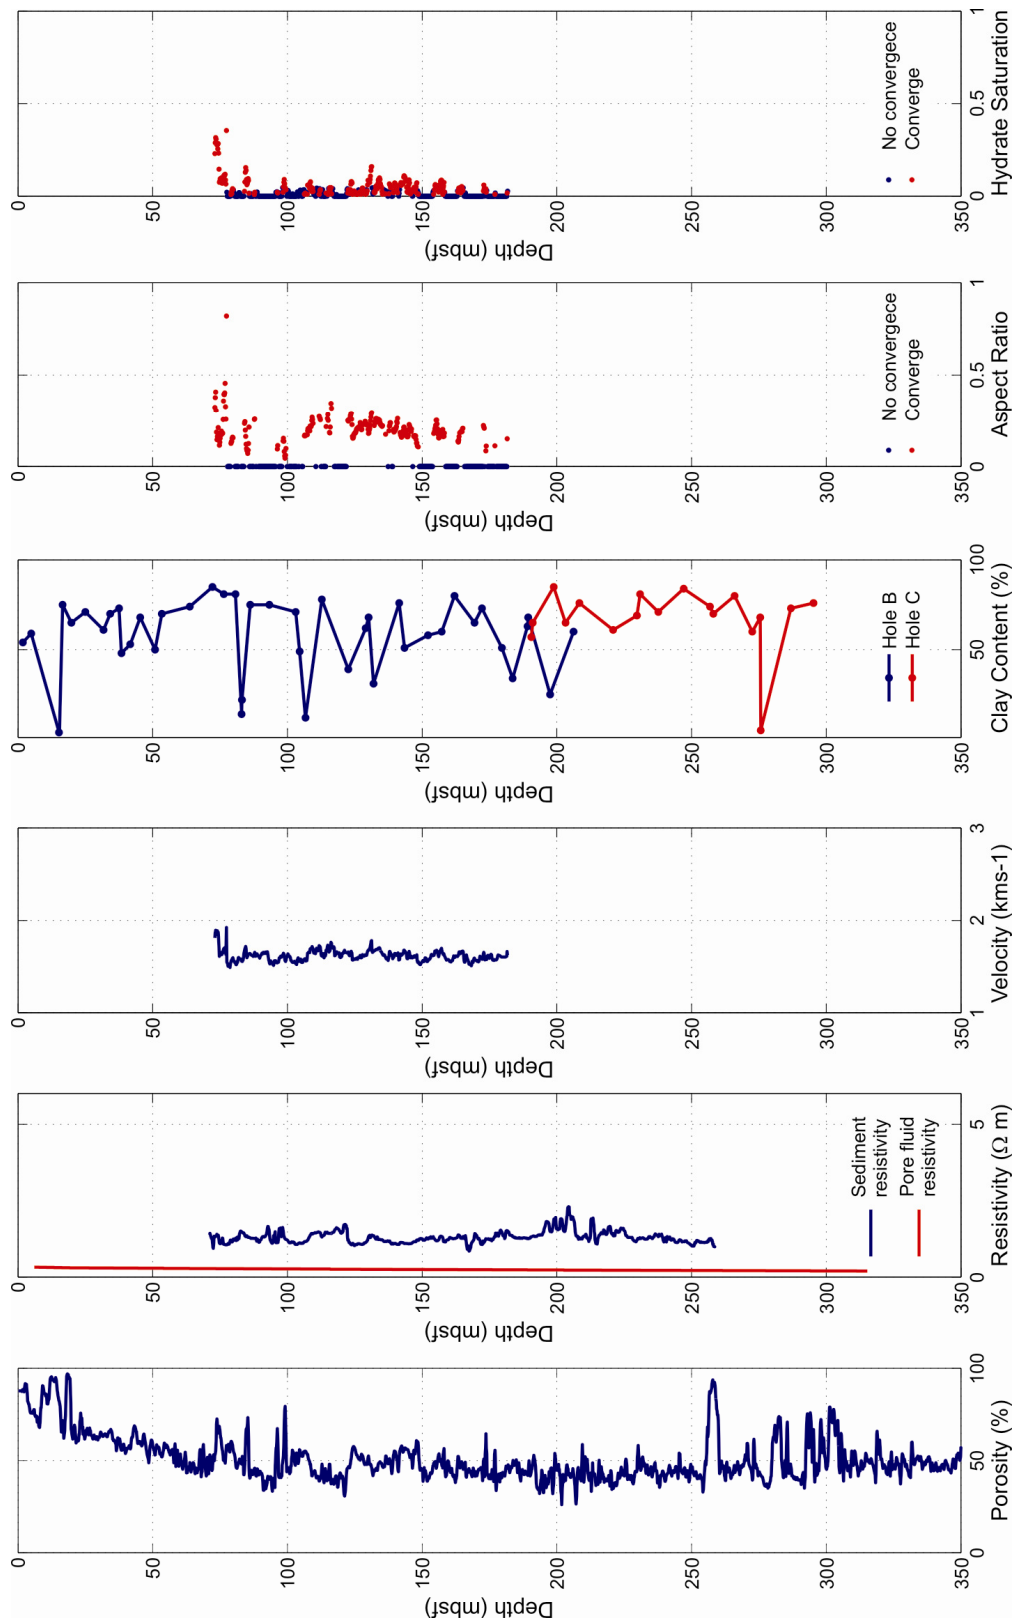 0
50
100
150
200
250
300
350
Depth (mbsf)
0
50
100
Porosity (%)
0
50
100
150
200
250
300
350
Depth (mbsf)
Sediment
resistivity
Pore fluid
resistivity
0
5
Resistivity (Ω m)
0
50
100
150
200
250
300
350
Depth (mbsf)
1
2
3
Velocity (kms-1)
0
50
100
150
200
250
300
350
Depth (mbsf)
Hole B
Hole C
0
50
100
Clay Content (%)
0
50
100
150
200
250
300
350
Depth (mbsf)
No convergece
Converge
0
0.5
1
Aspect Ratio
0
50
100
150
200
250
300
350
Depth (mbsf)
No convergece
Converge
0
0.5
1
Hydrate Saturation